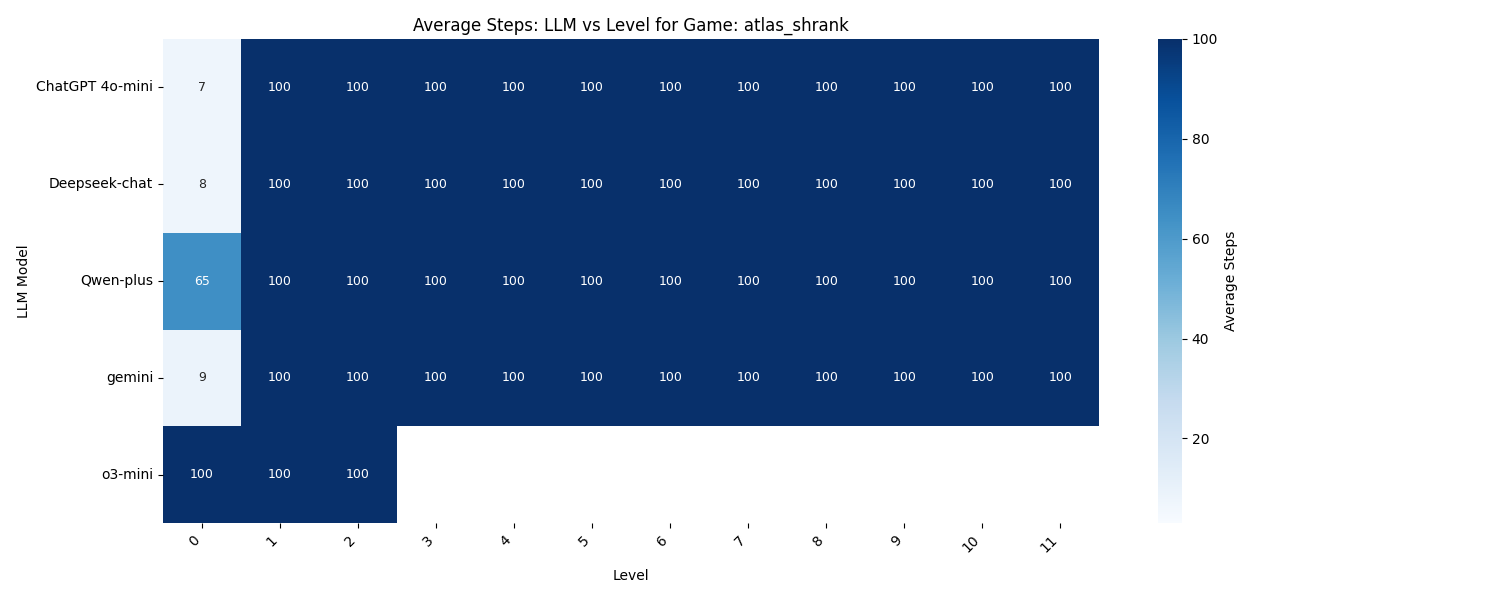 Average Steps: LLM vs Level for Game: atlas_shrank
LLM Model
ChatGPT 4o-mini 7 100 100 100 100 100 100 100 100 100 100 100
Deepseek-chat 8 100 100 100 100 100 100 100 100 100 100 100
Qwen-plus 65 100 100 100 100 100 100 100 100 100 100 100
gemini 9 100 100 100 100 100 100 100 100 100 100 100
o3-mini 100 100 100
0 1 2 3 4 5 6 7 8 9 10 11
Level
100
80
60
40
20
Average Steps